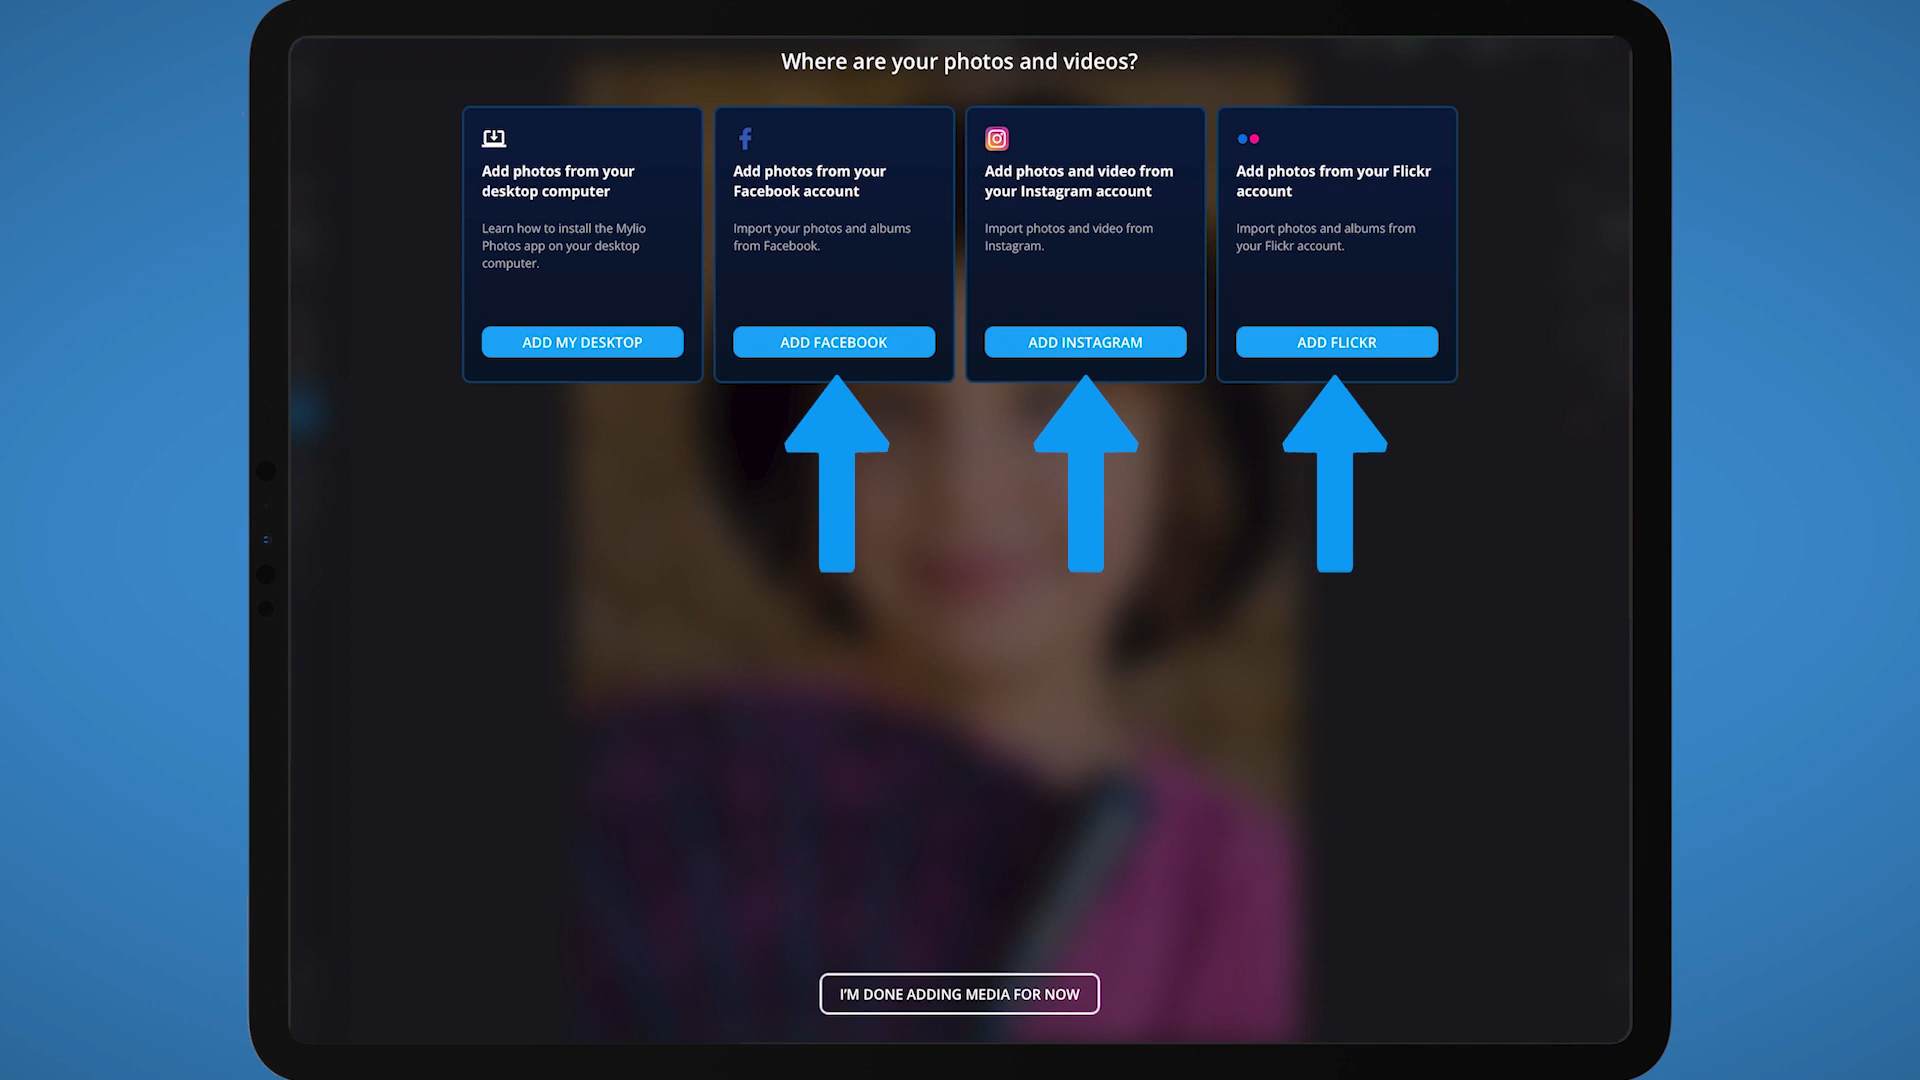 Where are your photos and videos?
Add photos from your
desktop computer
Learn how to install the Mylio
Photos app on your desktop
computer.
ADD MY DESKTOP
Add photos from your
Facebook account
Import your photos and albums
from Facebook.
ADD FACEBOOK
Add photos and video from
your Instagram account
Import photos and video from
Instagram.
ADD INSTAGRAM
Add photos from your Flickr
account
Import photos and albums from
your Flickr account.
ADD FLICKR
I'M DONE ADDING MEDIA FOR NOW